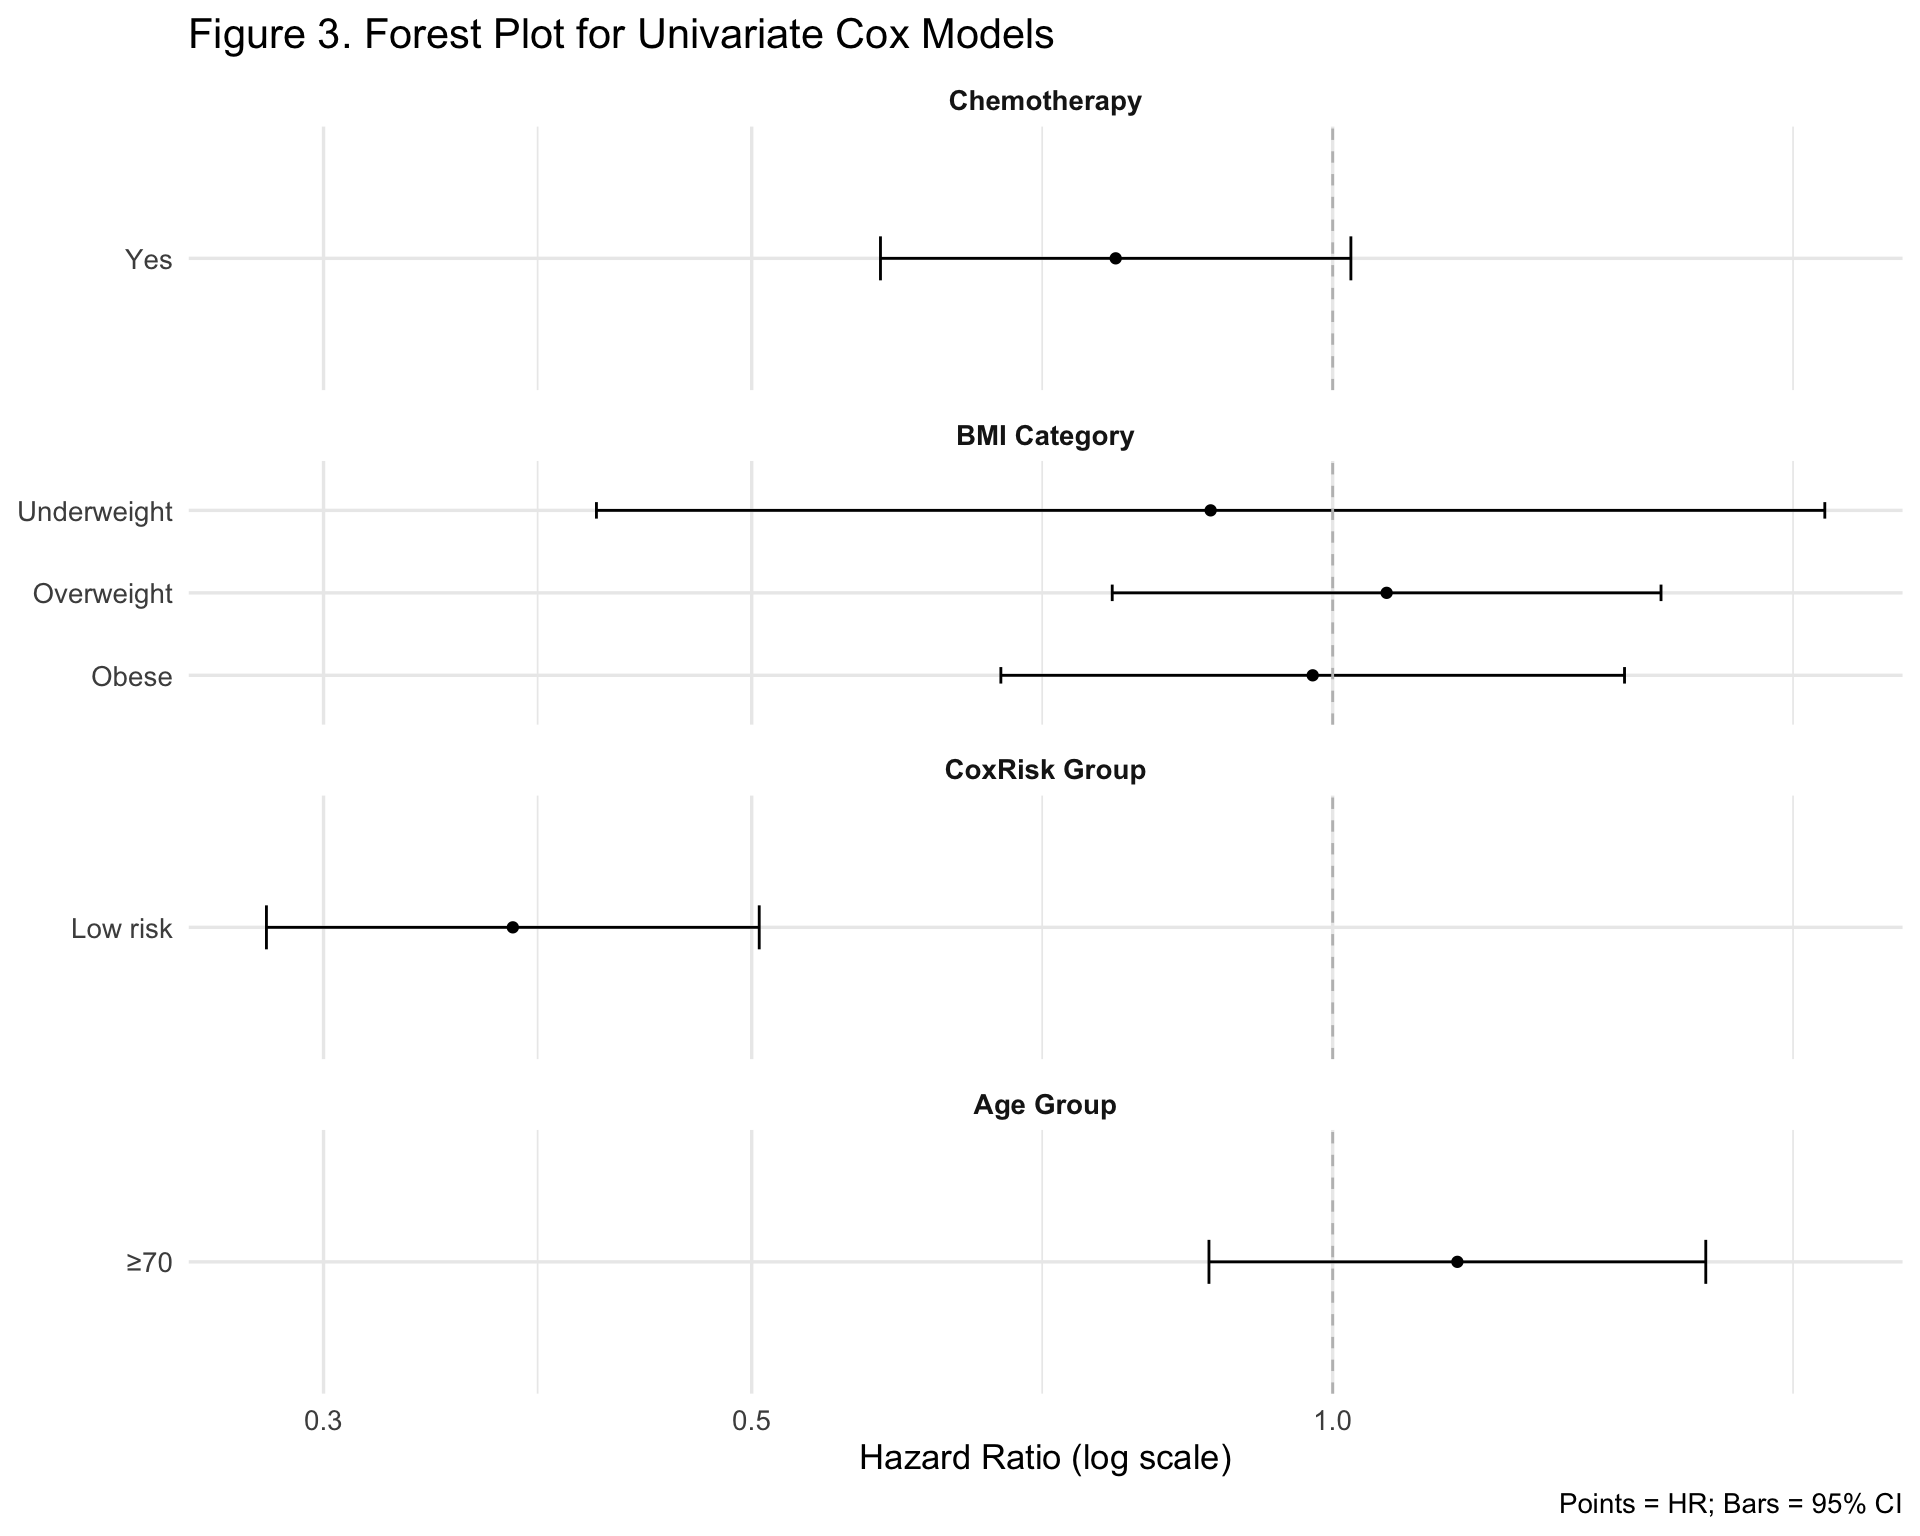 Figure 3. Forest Plot for Univariate Cox Models
Chemotherapy
Yes
BMI Category
Underweight
Overweight
Obese
CoxRisk Group
Low risk
Age Group
≥70
0.3
0.5
1.0
Hazard Ratio (log scale)
Points = HR; Bars = 95% CI